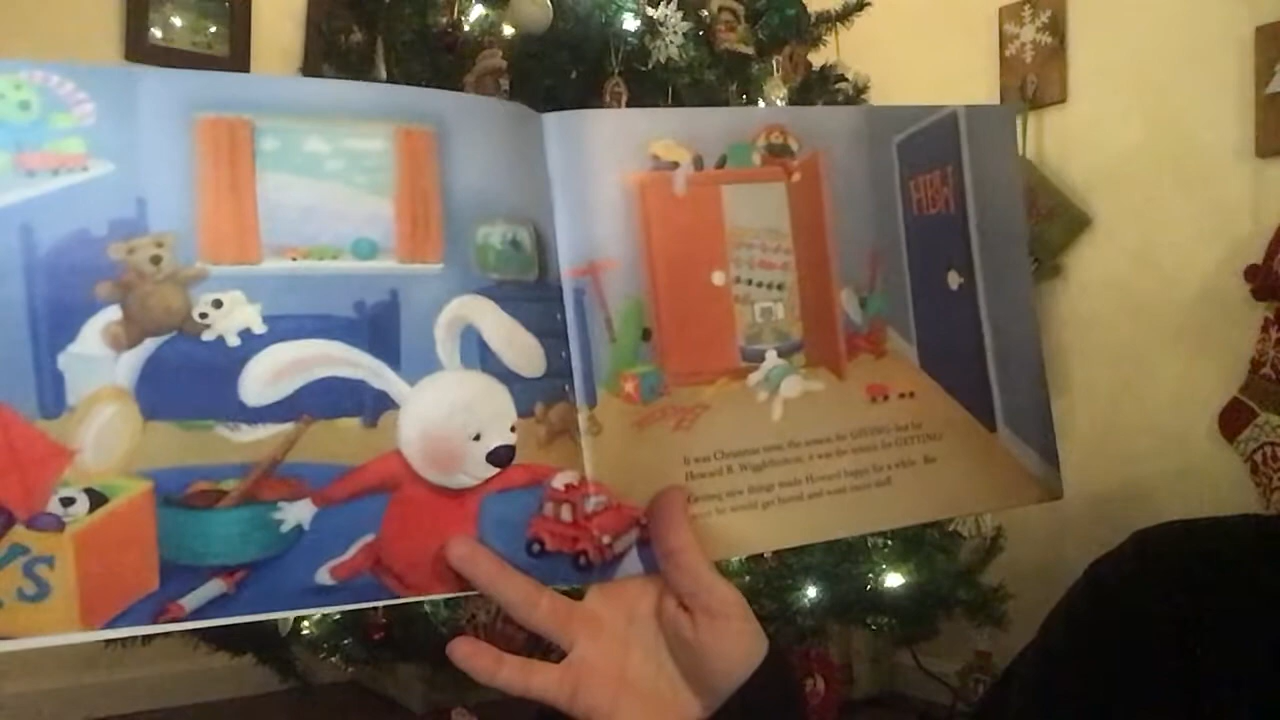 HBW
It was Christmas time, the season for GIVING—but for
Howard B. Wigglebottom, it was the season for GETTING!
Getting new things made Howard happy for a while. But
he would get bored and want more stuff.
YS